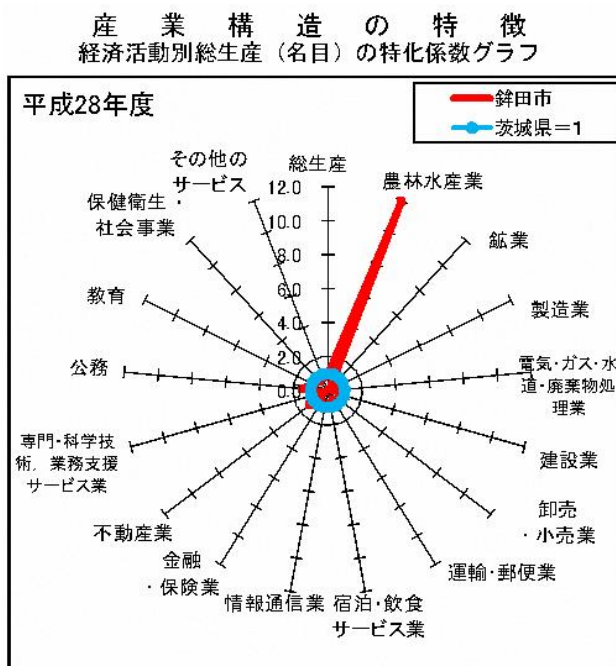 産業構造の特徴
経済活動別総生産（名目）の特化係数グラフ
平成28年度
鉾田市
茨城県＝1
総生産
農林水産業
鉱業
製造業
電気・ガス・水
道・廃棄物処
理業
建設業
卸売
・小売業
運輸・郵便業
宿泊・飲食
サービス業
情報通信業
金融
・保険業
不動産業
専門・科学技
術，業務支援
サービス業
公務
教育
保健衛生・
社会事業
その他の
サービス
12.0
10.0
8.0
6.0
4.0
2.0
0.0